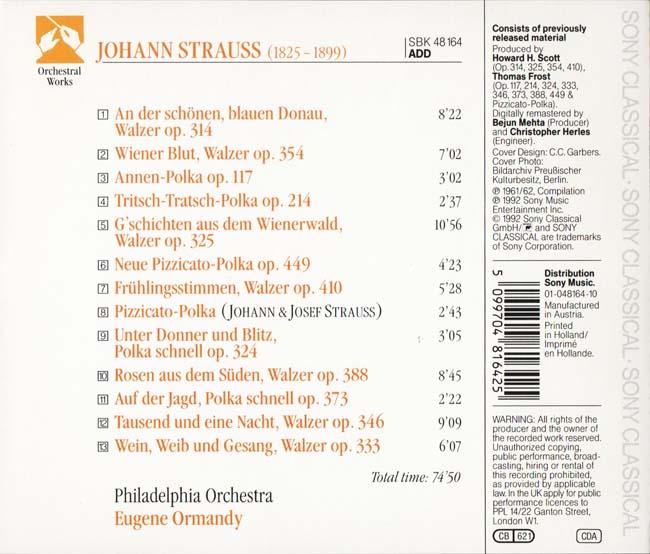 Orchestral
Works
JOHANN STRAUSS (1825 - 1899)
SBK 48 164
ADD
1 An der schönen, blauen Donau, 8'22
Walzer op. 314
2 Wiener Blut, Walzer op. 354 7'02
3 Annen-Polka op. 117 3'02
4 Tritsch-Tratsch-Polka op. 214 2'37
5 G'schichten aus dem Wienerwald, 10'56
Walzer op. 325
6 Neue Pizzicato-Polka op. 449 4'23
7 Frühlingsstimmen, Walzer op. 410 5'28
8 Pizzicato-Polka (JOHANN & JOSEF STRAUSS) 2'43
9 Unter Donner und Blitz, 3'05
Polka schnell op. 324
10 Rosen aus dem Süden, Walzer op. 388 8'45
11 Auf der Jagd, Polka schnell op. 373 2'22
12 Tausend und eine Nacht, Walzer op. 346 9'09
13 Wein, Weib und Gesang, Walzer op. 333 6'07
Total time: 74'50
Philadelphia Orchestra
Eugene Ormandy
Consists of previously
released material
Produced by
Howard H. Scott
(Op. 314, 325, 354, 410),
Thomas Frost
(Op. 117, 214, 324, 333,
346, 373, 388, 449 &
Pizzicato-Polka).
Digitally remastered by
Bejun Mehta (Producer)
and Christopher Herles
(Engineer).
Cover Design: C.C. Garbers.
Cover Photo:
Bildarchiv Preußischer
Kulturbesitz, Berlin.
℗ 1961/62, Compilation
℗ 1992 Sony Music
Entertainment Inc.
© 1992 Sony Classical
GmbH/ and SONY
CLASSICAL are trademarks
of Sony Corporation.
5 099704 816425
Distribution
Sony Music.
01-048164-10
Manufactured
in Austria.
Printed
in Holland/
Imprimé
en Hollande.
WARNING: All rights of the
producer and the owner of
the recorded work reserved.
Unauthorized copying,
public performance, broad-
casting, hiring or rental of
this recording prohibited,
as provided by applicable
law. In the UK apply for public
performance licences to
PPL 14/22 Ganton Street,
London W1.
CB 621
CDA
SONY CLASSICAL · SONY CLASSICAL · SONY CLASSICAL